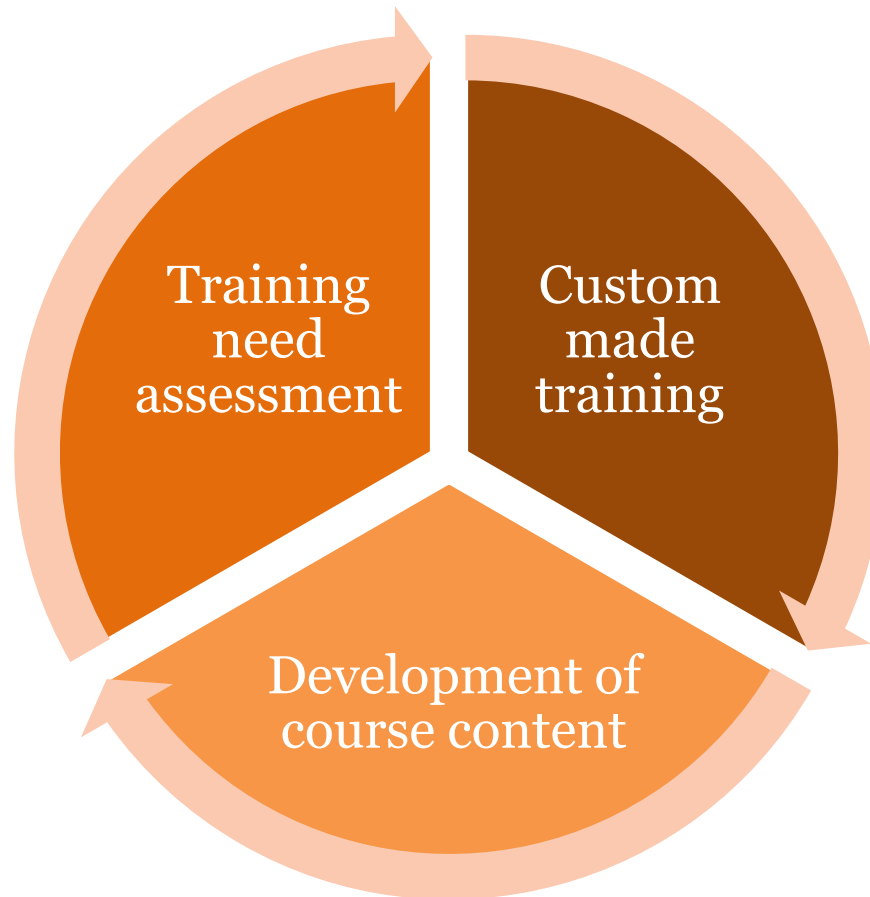 Training
need
assessment
Custom
made
training
Development of
course content